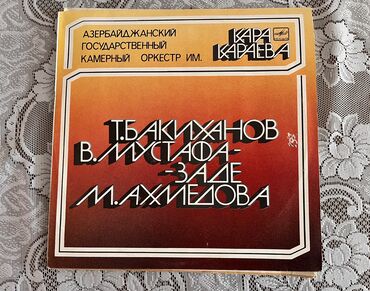 АЗЕРБАЙДЖАНСКИЙ
ГОСУДАРСТВЕННЫЙ
КАМЕРНЫЙ ОРКЕСТР ИМ.
КАРА
КАРАЕВА
Т.БАКИХАНОВ
В.МУСТАФА-
-ЗАДЕ
М.АХМЕДОВА